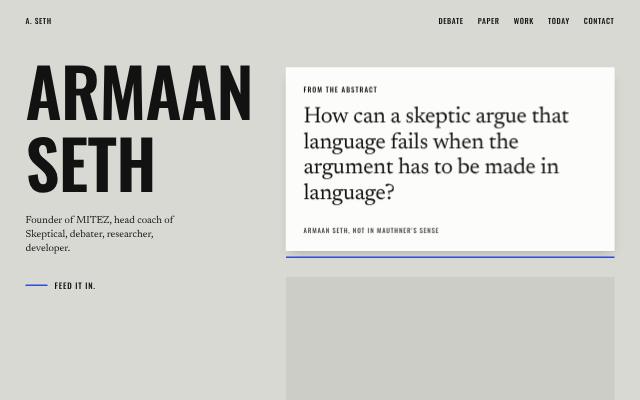 A. SETH
DEBATE PAPER WORK TODAY CONTACT
ARMAAN
SETH
Founder of MITEZ, head coach of
Skeptical, debater, researcher,
developer.
FEED IT IN.
FROM THE ABSTRACT
How can a skeptic argue that
language fails when the
argument has to be made in
language?
ARMAAN SETH, NOT IN MAUTHNER'S SENSE